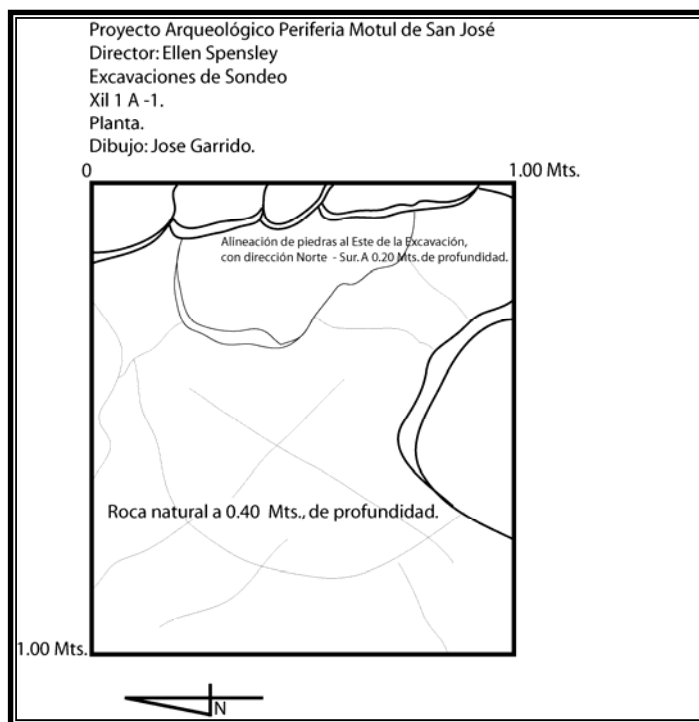 Proyecto Arqueológico Periferia Motul de San José
Director: Ellen Spensley
Excavaciones de Sondeo
Xil 1 A -1.
Planta.
Dibujo: Jose Garrido.
0
1.00 Mts.
Alineación de piedras al Este de la Excavación,
con dirección Norte - Sur. A 0.20 Mts. de profundidad.
Roca natural a 0.40 Mts., de profundidad.
1.00 Mts.
N